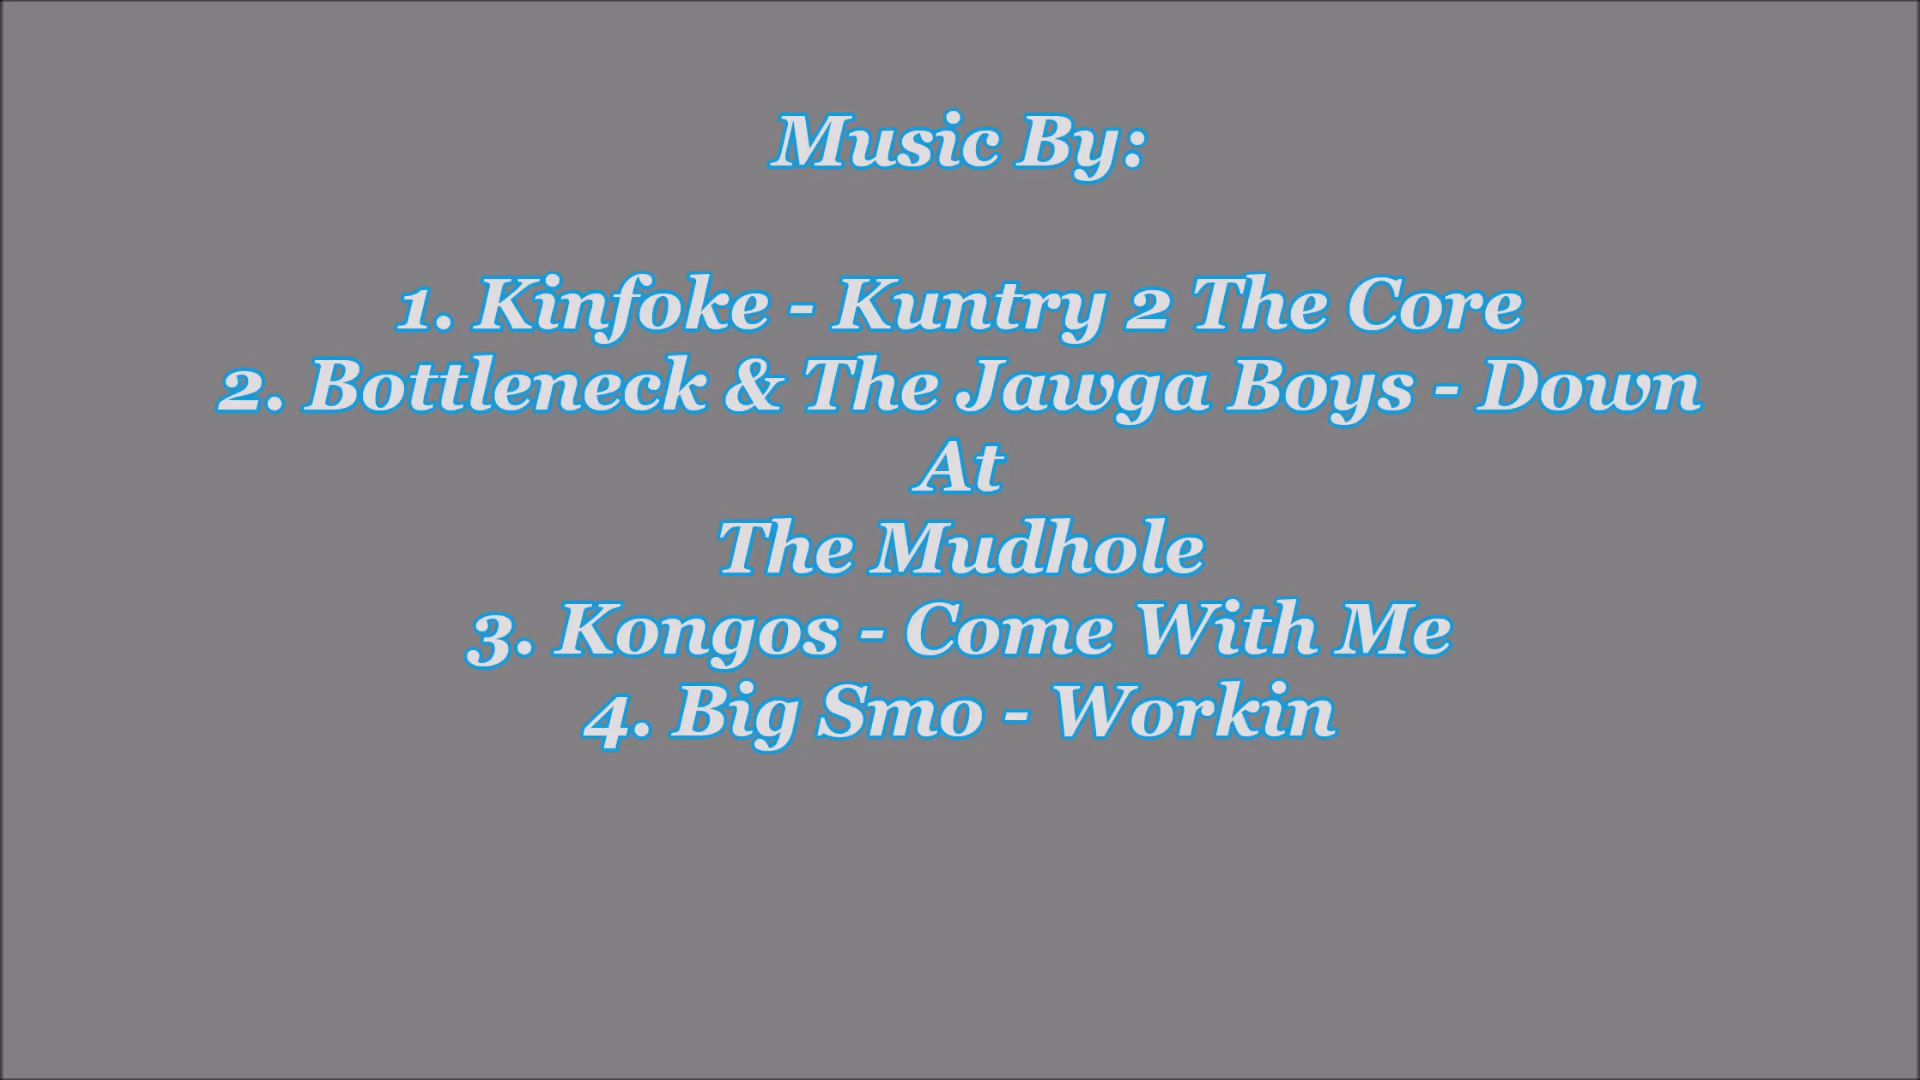 Music By:
1. Kinfoke - Kuntry 2 The Core
2. Bottleneck & The Jawga Boys - Down
At
The Mudhole
3. Kongos - Come With Me
4. Big Smo - Workin